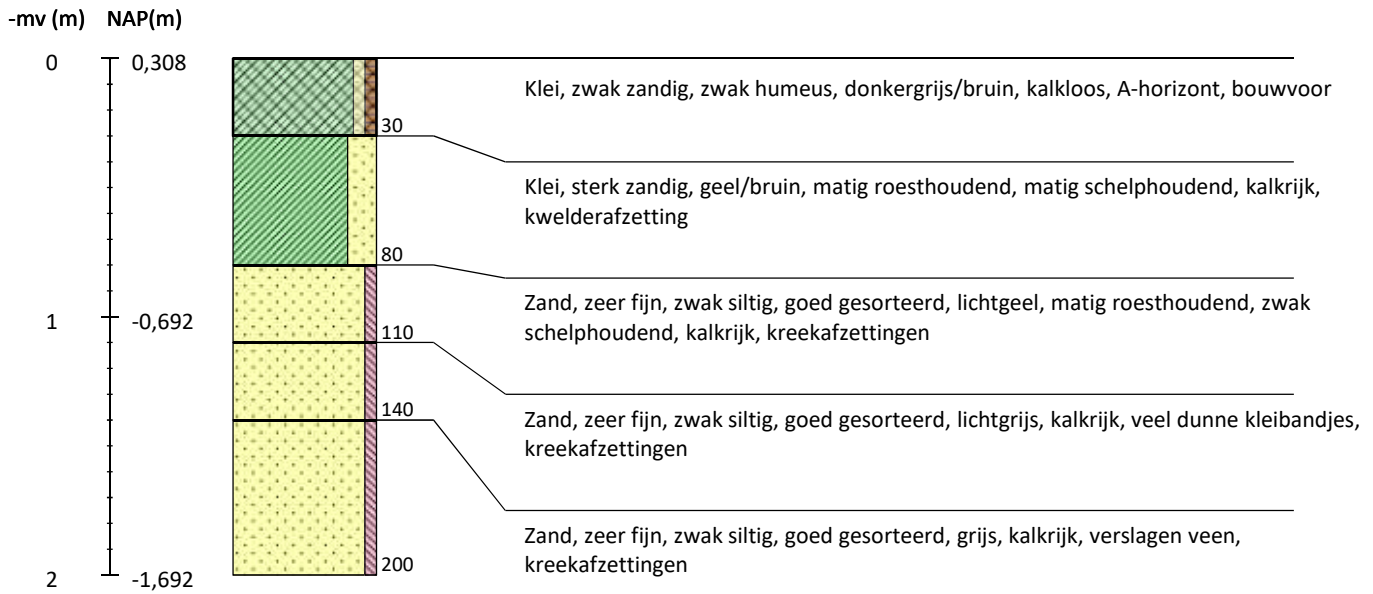 -mv (m) NAP(m)
0 0,308
Klei, zwak zandig, zwak humeus, donkergrijs/bruin, kalkloos, A-horizont, bouwvoor
30
Klei, sterk zandig, geel/bruin, matig roesthoudend, matig schelphoudend, kalkrijk,
kwelderafzetting
80
Zand, zeer fijn, zwak siltig, goed gesorteerd, lichtgeel, matig roesthoudend, zwak
schelphoudend, kalkrijk, kreekafzettingen
1 -0,692
110
Zand, zeer fijn, zwak siltig, goed gesorteerd, lichtgrijs, kalkrijk, veel dunne kleibandjes,
kreekafzettingen
140
Zand, zeer fijn, zwak siltig, goed gesorteerd, grijs, kalkrijk, verslagen veen,
kreekafzettingen
200
2 -1,692